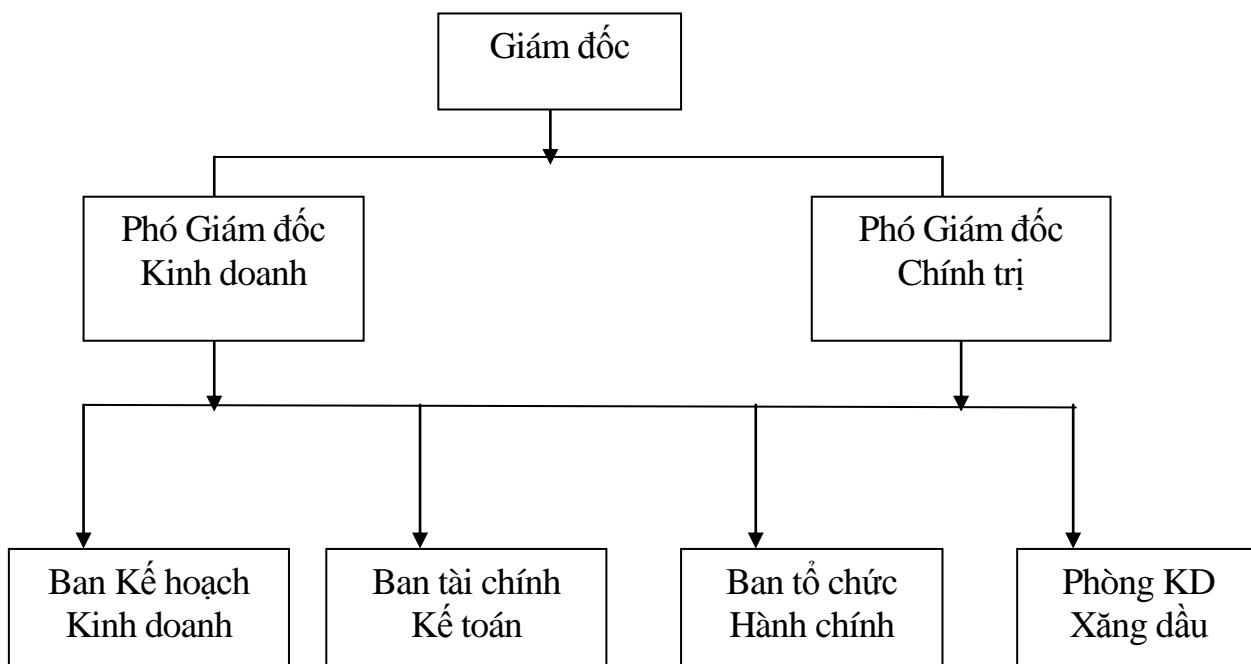 Giám đốc
Phó Giám đốc
Kinh doanh
Phó Giám đốc
Chính trị
Ban Kế hoạch
Kinh doanh
Ban tài chính
Kế toán
Ban tổ chức
Hành chính
Phòng KD
Xăng dầu